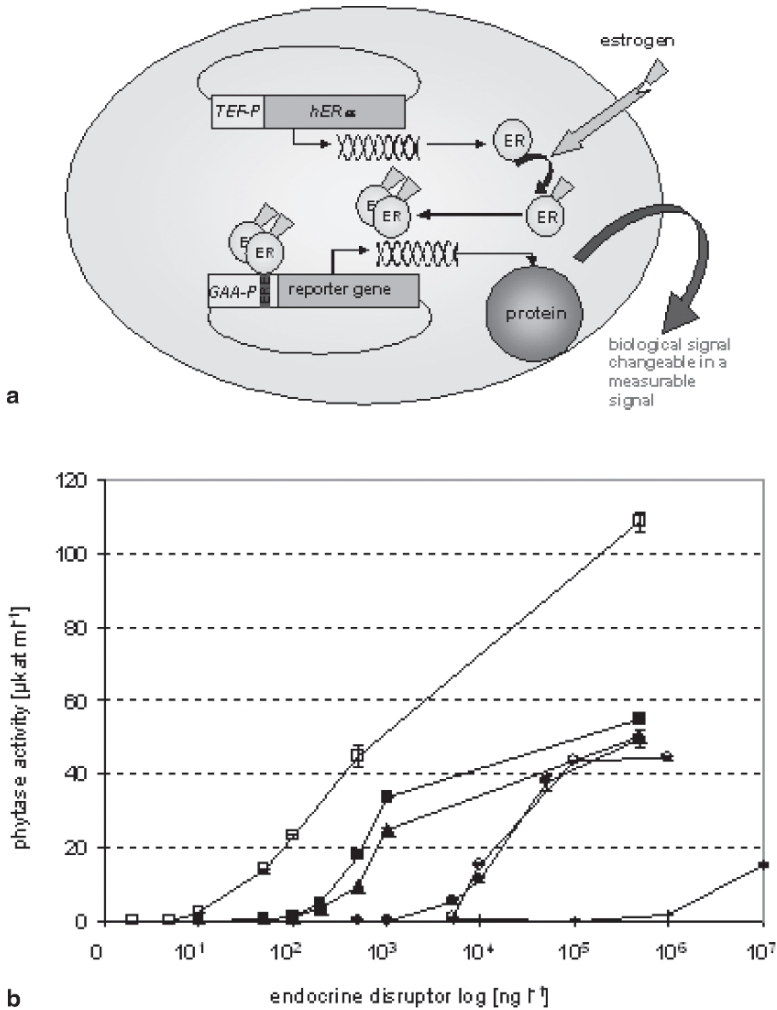 estrogen
TEF-P hERα
ER
ER
ER
ER
ER
GAA-P ERE reporter gene
protein
biological signal
changeable in a
measurable
signal
a
120
100
80
60
40
20
0
phytase activity [µkat ml⁻¹]
0 10¹ 10² 10³ 10⁴ 10⁵ 10⁶ 10⁷
endocrine disruptor log [ng l⁻¹]
b